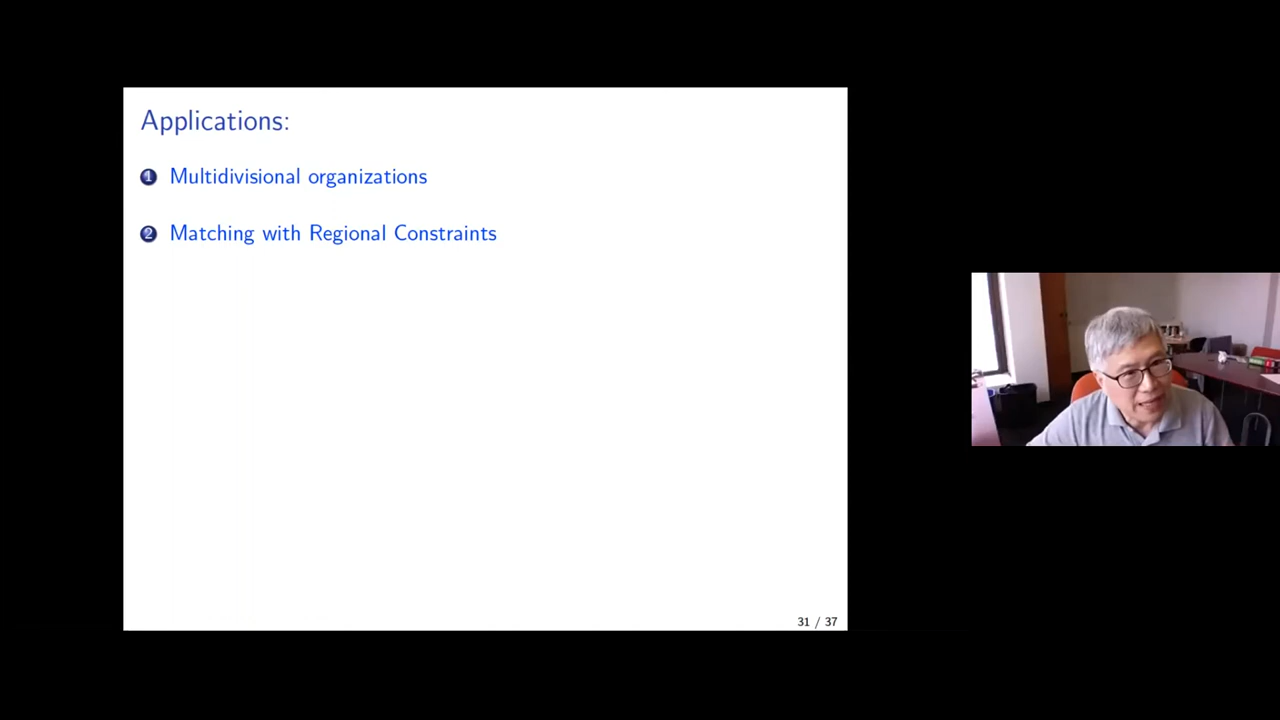 Applications:
1 Multidivisional organizations
2 Matching with Regional Constraints
31 / 37